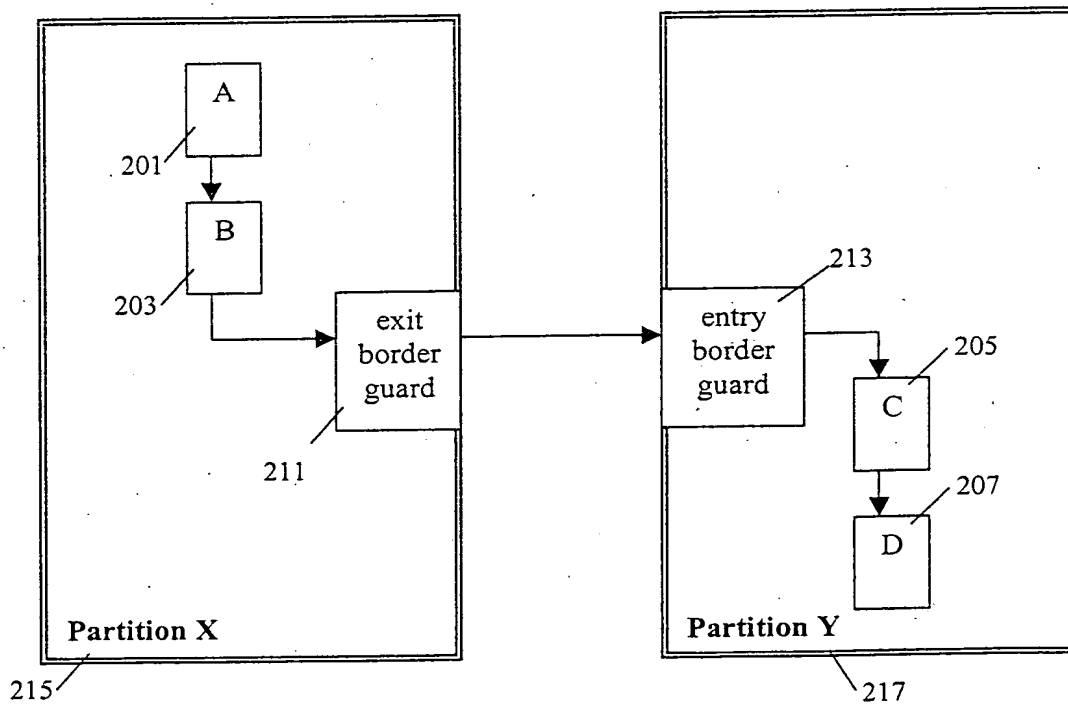 A
201
B
203
exit
border
guard
211
Partition X
215
213
entry
border
guard
205
C
207
D
Partition Y
217